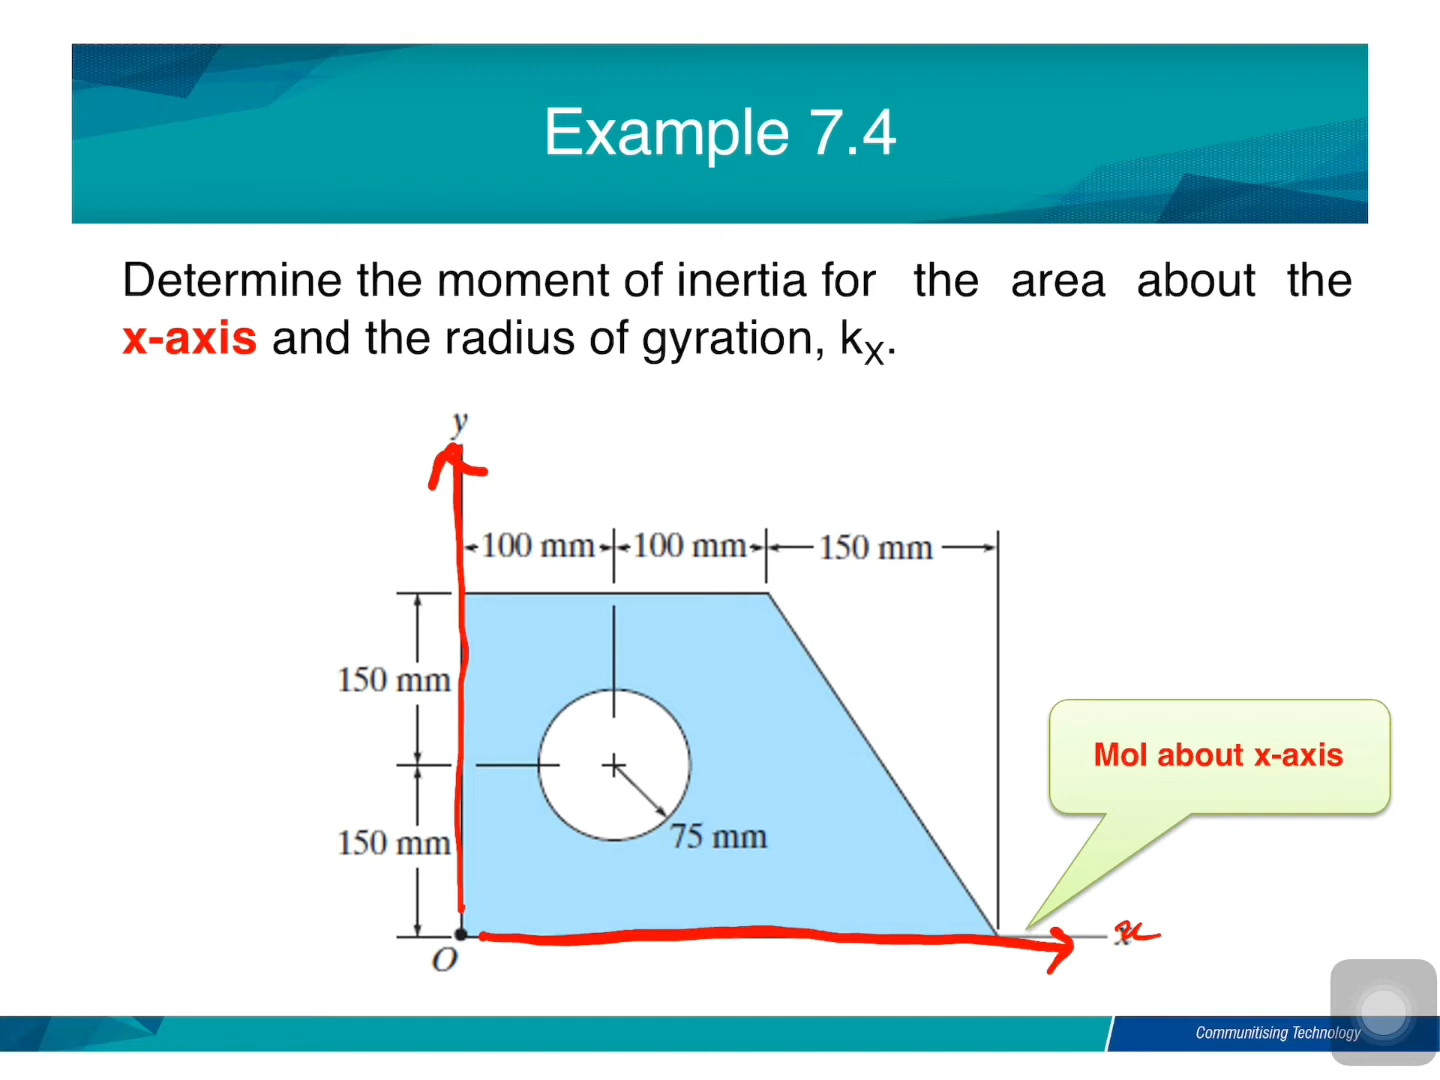 Example 7.4
Determine the moment of inertia for the area about the
x-axis and the radius of gyration, kX.
y
100 mm 100 mm 150 mm
150 mm
MoI about x-axis
75 mm
150 mm
x
O
Communitising Technology